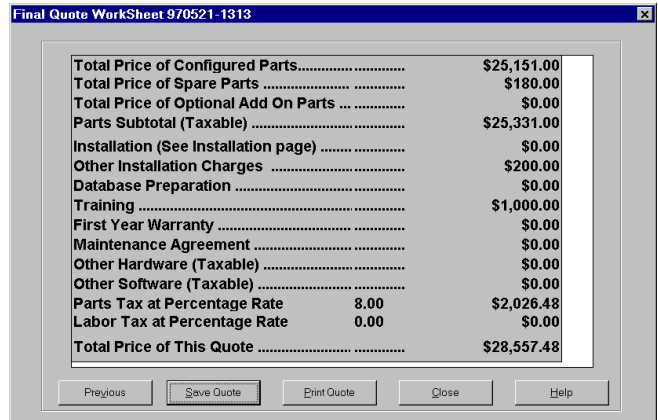 Final Quote WorkSheet 970521-1313
Total Price of Configured Parts.................... ............. $25,151.00
Total Price of Spare Parts ...................... ............. $180.00
Total Price of Optional Add On Parts ... ............. $0.00
Parts Subtotal (Taxable) ......................... ............. $25,331.00
Installation (See Installation page) ........ ............. $0.00
Other Installation Charges .................... ............. $200.00
Database Preparation ............................. ............. $0.00
Training ...................................................... ............. $1,000.00
First Year Warranty .................................. ............. $0.00
Maintenance Agreement ......................... ............. $0.00
Other Hardware (Taxable) ...................... ............. $0.00
Other Software (Taxable) ........................ ............. $0.00
Parts Tax at Percentage Rate 8.00 $2,026.48
Labor Tax at Percentage Rate 0.00 $0.00
Total Price of This Quote ........................ ............. $28,557.48
Previous Save Quote Print Quote Close Help